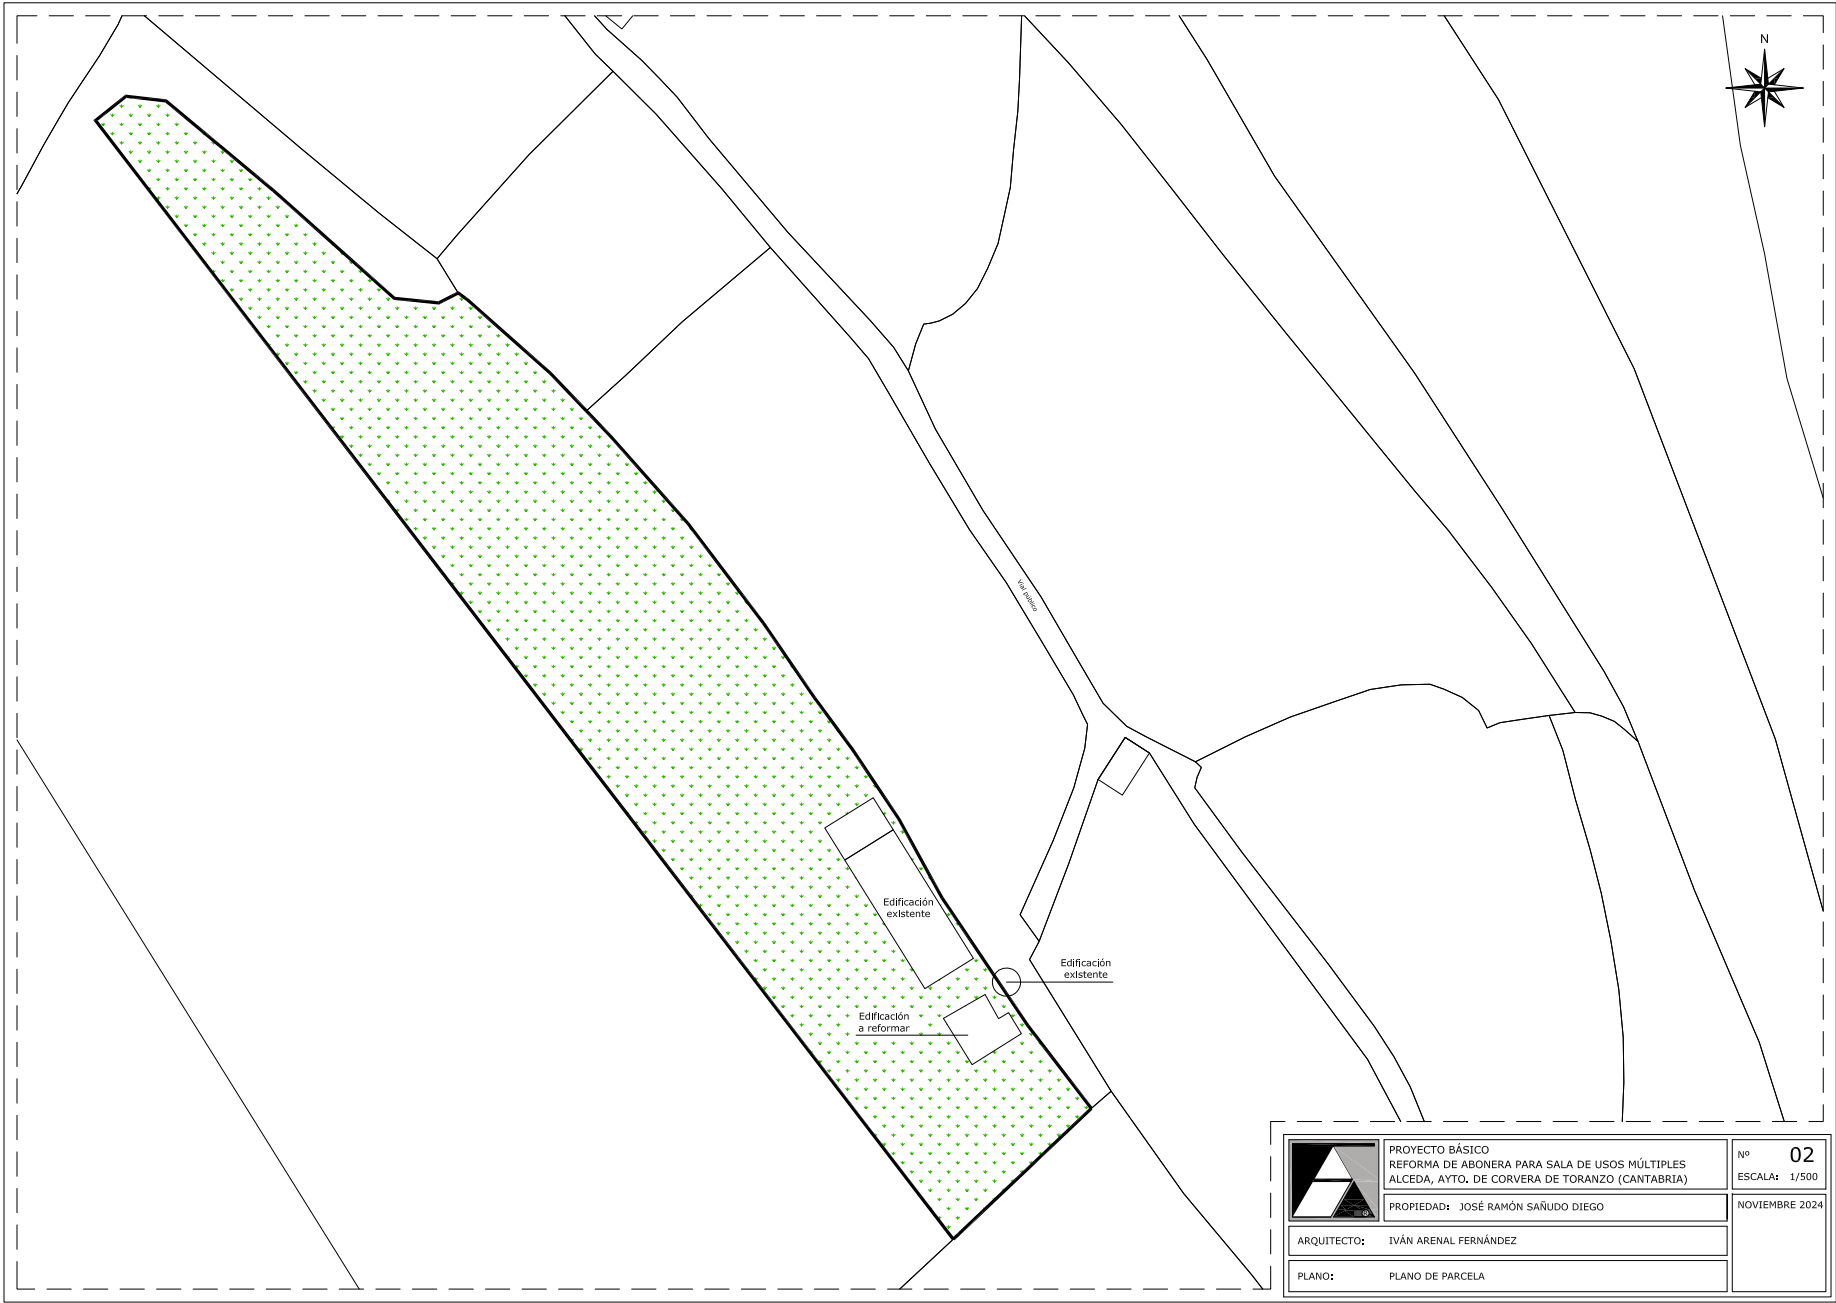 N
Vial público
Edificación
existente
Edificación
existente
Edificación
a reformar
PROYECTO BÁSICO
REFORMA DE ABONERA PARA SALA DE USOS MÚLTIPLES
ALCEDA, AYTO. DE CORVERA DE TORANZO (CANTABRIA)
Nº 02
ESCALA: 1/500
PROPIEDAD: JOSÉ RAMÓN SAÑUDO DIEGO
NOVIEMBRE 2024
ARQUITECTO: IVÁN ARENAL FERNÁNDEZ
PLANO: PLANO DE PARCELA